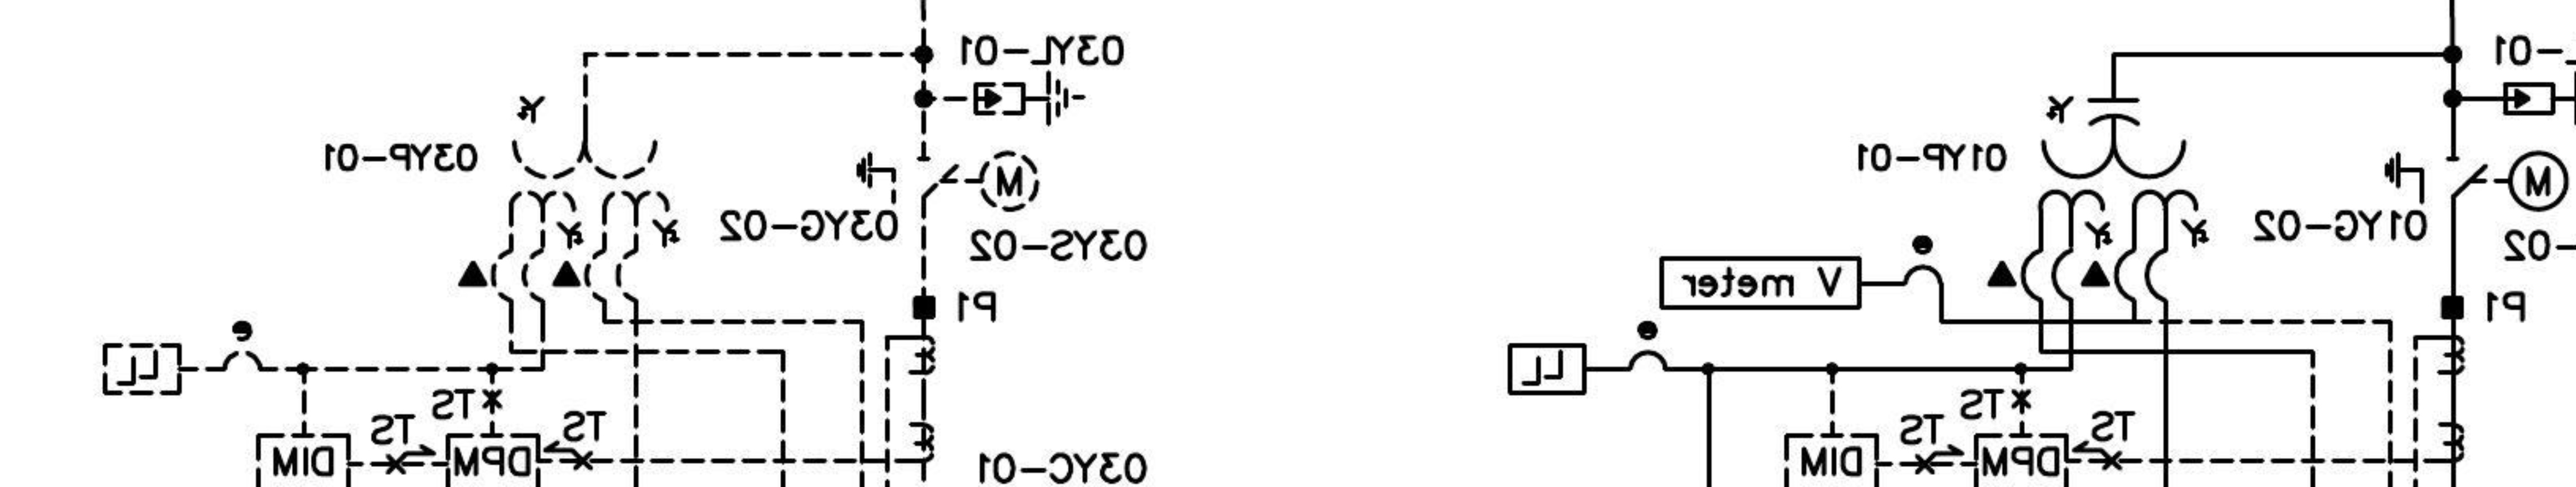 03YL-01
-01
03YP-01
01YP-01
M
M
03YG-02
01YG-02
03YS-02
-02
e
V meter
P1
P1
e
e
LL
LL
TS
TS
TS
TS
TS
TS
DIM
DPM
DIM
DPM
03YC-01